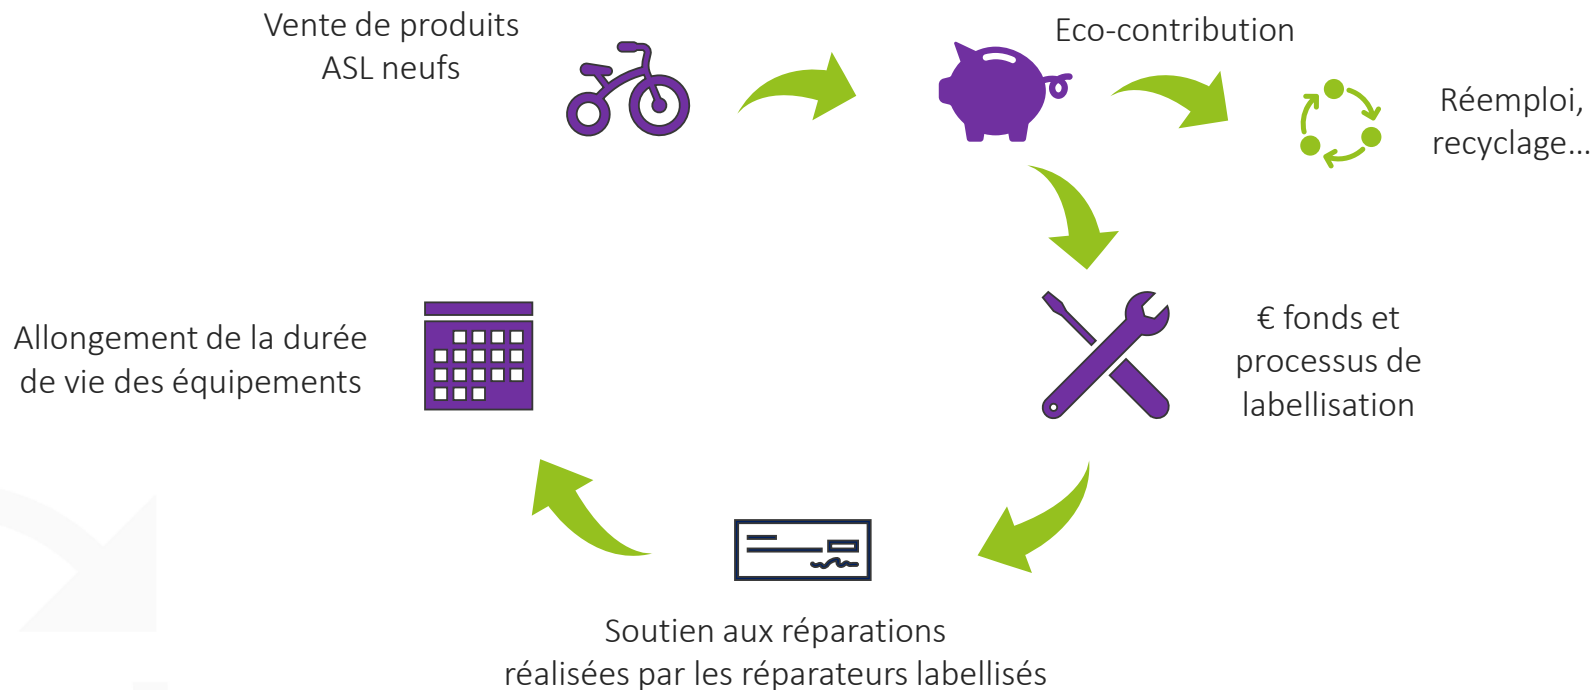 Vente de produits
ASL neufs
Eco-contribution
Réemploi,
recyclage...
€ fonds et
processus de
labellisation
Soutien aux réparations
réalisées par les réparateurs labellisés
Allongement de la durée
de vie des équipements